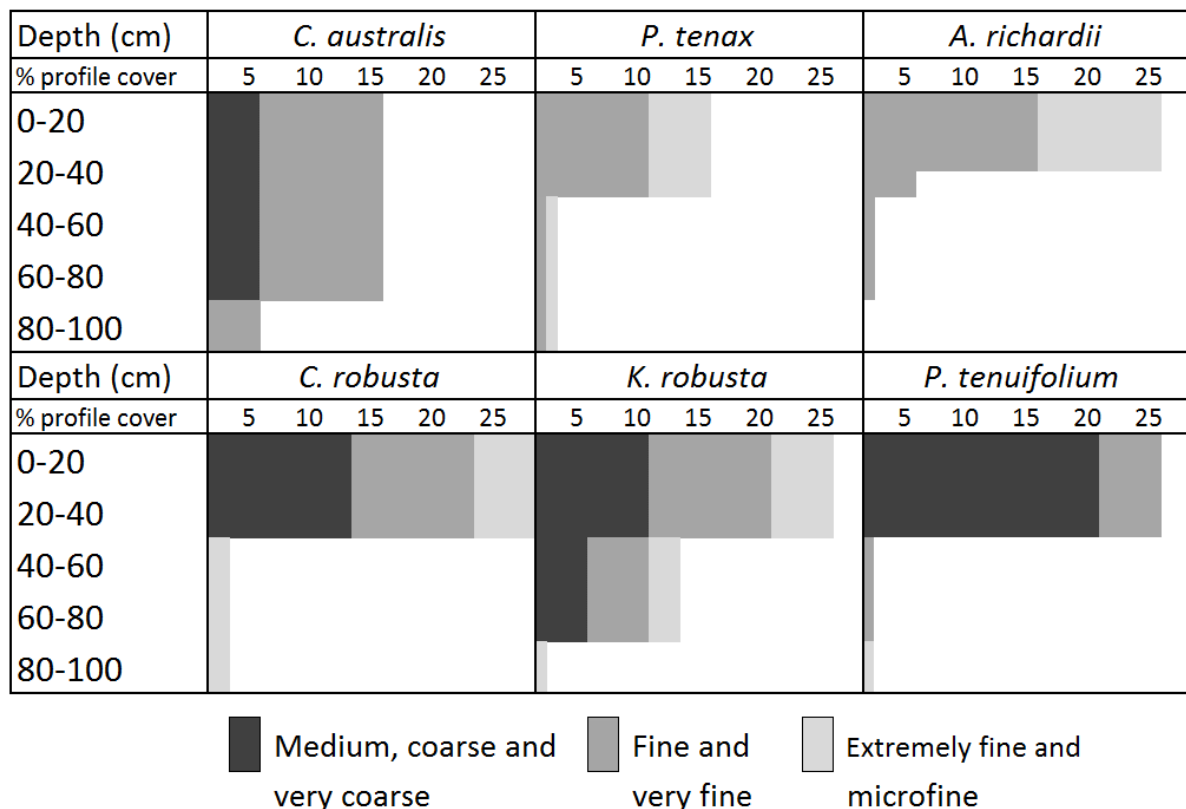 Depth (cm) C. australis P. tenax A. richardii
% profile cover 5 10 15 20 25 5 10 15 20 25 5 10 15 20 25
0-20
20-40
40-60
60-80
80-100
Depth (cm) C. robusta K. robusta P. tenuifolium
% profile cover 5 10 15 20 25 5 10 15 20 25 5 10 15 20 25
0-20
20-40
40-60
60-80
80-100
Medium, coarse and
very coarse
Fine and
very fine
Extremely fine and
microfine